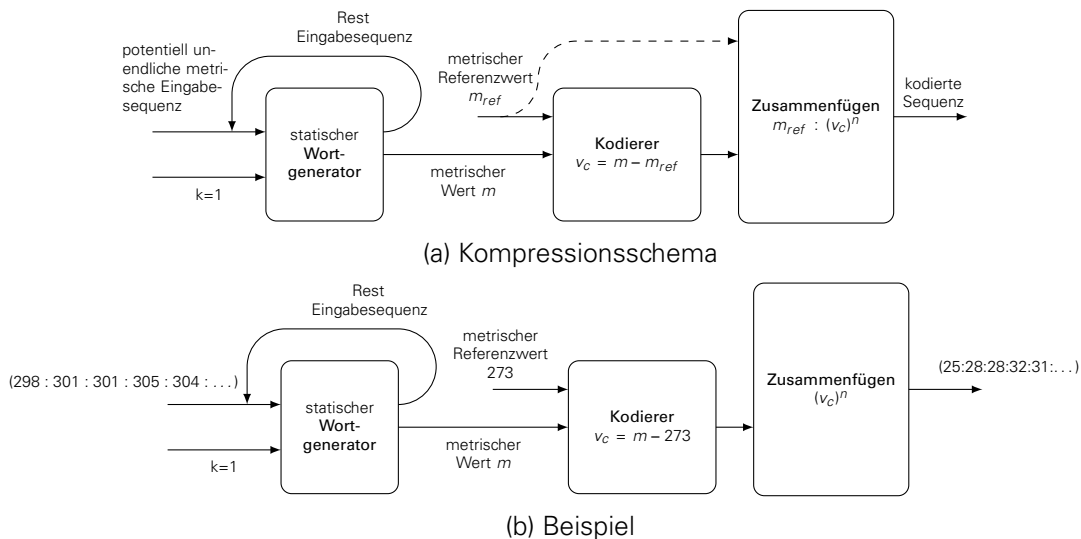 Rest
Eingabesequenz
potentiell un-
endliche metri-
sche Eingabe-
sequenz
metrischer
Referenzwert
m_ref
statischer
Wort-
generator
k=1
metrischer
Wert m
Kodierer
v_c = m – m_ref
Zusammenfügen
m_ref : (v_c)^n
kodierte
Sequenz
(a) Kompressionsschema
Rest
Eingabesequenz
(298 : 301 : 301 : 305 : 304 : . . . )
metrischer
Referenzwert
273
statischer
Wort-
generator
k=1
metrischer
Wert m
Kodierer
v_c = m – 273
Zusammenfügen
(v_c)^n
(25:28:28:32:31:. . . )
(b) Beispiel